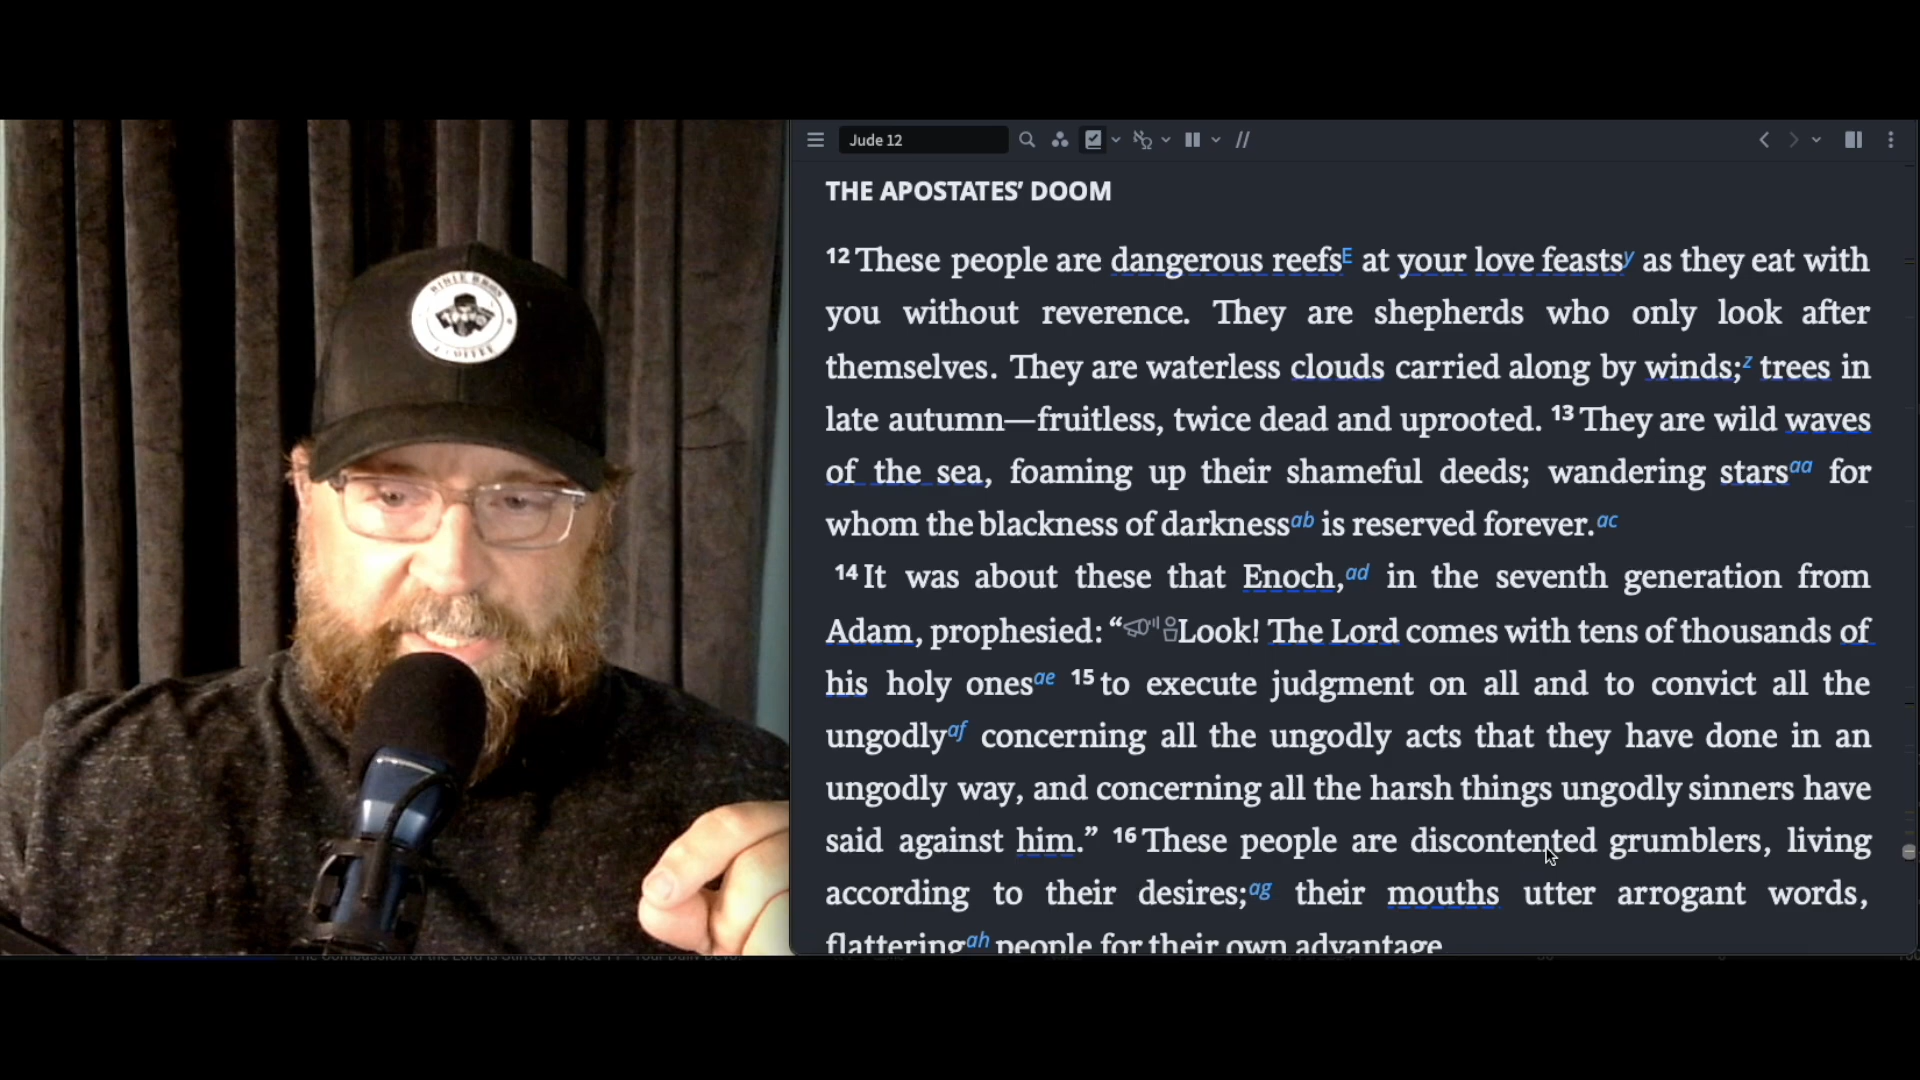 Jude 12
THE APOSTATES’ DOOM
12 These people are dangerous reefsE at your love feastsy as they eat with
you without reverence. They are shepherds who only look after
themselves. They are waterless clouds carried along by winds;z trees in
late autumn—fruitless, twice dead and uprooted. 13 They are wild waves
of the sea, foaming up their shameful deeds; wandering starsaa for
whom the blackness of darknessab is reserved forever.ac
14 It was about these that Enoch,ad in the seventh generation from
Adam, prophesied: “Look! The Lord comes with tens of thousands of
his holy onesae 15 to execute judgment on all and to convict all the
ungodlyaf concerning all the ungodly acts that they have done in an
ungodly way, and concerning all the harsh things ungodly sinners have
said against him.” 16 These people are discontented grumblers, living
according to their desires;ag their mouths utter arrogant words,
flatteringah people for their own advantage